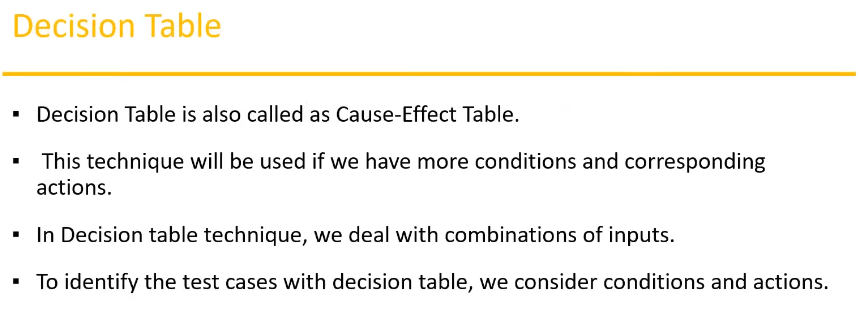 Decision Table
▪ Decision Table is also called as Cause-Effect Table.
▪ This technique will be used if we have more conditions and corresponding
actions.
▪ In Decision table technique, we deal with combinations of inputs.
▪ To identify the test cases with decision table, we consider conditions and actions.